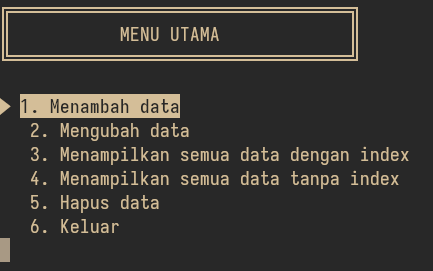 MENU UTAMA
1. Menambah data
2. Mengubah data
3. Menampilkan semua data dengan index
4. Menampilkan semua data tanpa index
5. Hapus data
6. Keluar